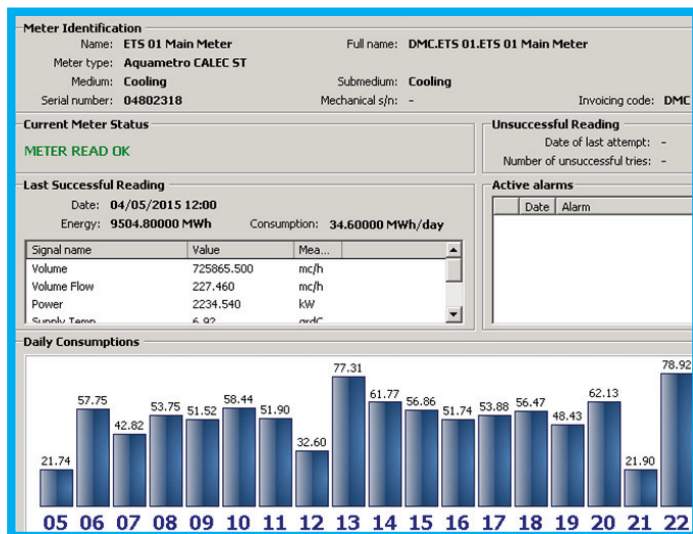 Meter Identification
Name: ETS 01 Main Meter Full name: DMC.ETS 01.ETS 01 Main Meter
Meter type: Aquametro CALEC ST
Medium: Cooling Submedium: Cooling
Serial number: 04802318 Mechanical s/n: - Invoicing code: DMC
Current Meter Status
METER READ OK
Unsuccessful Reading
Date of last attempt: -
Number of unsuccessful tries: -
Last Successful Reading
Date: 04/05/2015 12:00
Energy: 9504.80000 MWh Consumption: 34.60000 MWh/day
Signal name Value Mea...
Volume 725865.500 mc/h
Volume Flow 227.460 mc/h
Power 2234.540 kW
Supply Temp 6.92 grdC
Active alarms
Date Alarm
Daily Consumptions
21.74 57.75 42.82 53.75 51.52 58.44 51.90 32.60 77.31 61.77 56.86 51.74 53.88 56.47 48.43 62.13 21.90 78.92
05 06 07 08 09 10 11 12 13 14 15 16 17 18 19 20 21 22